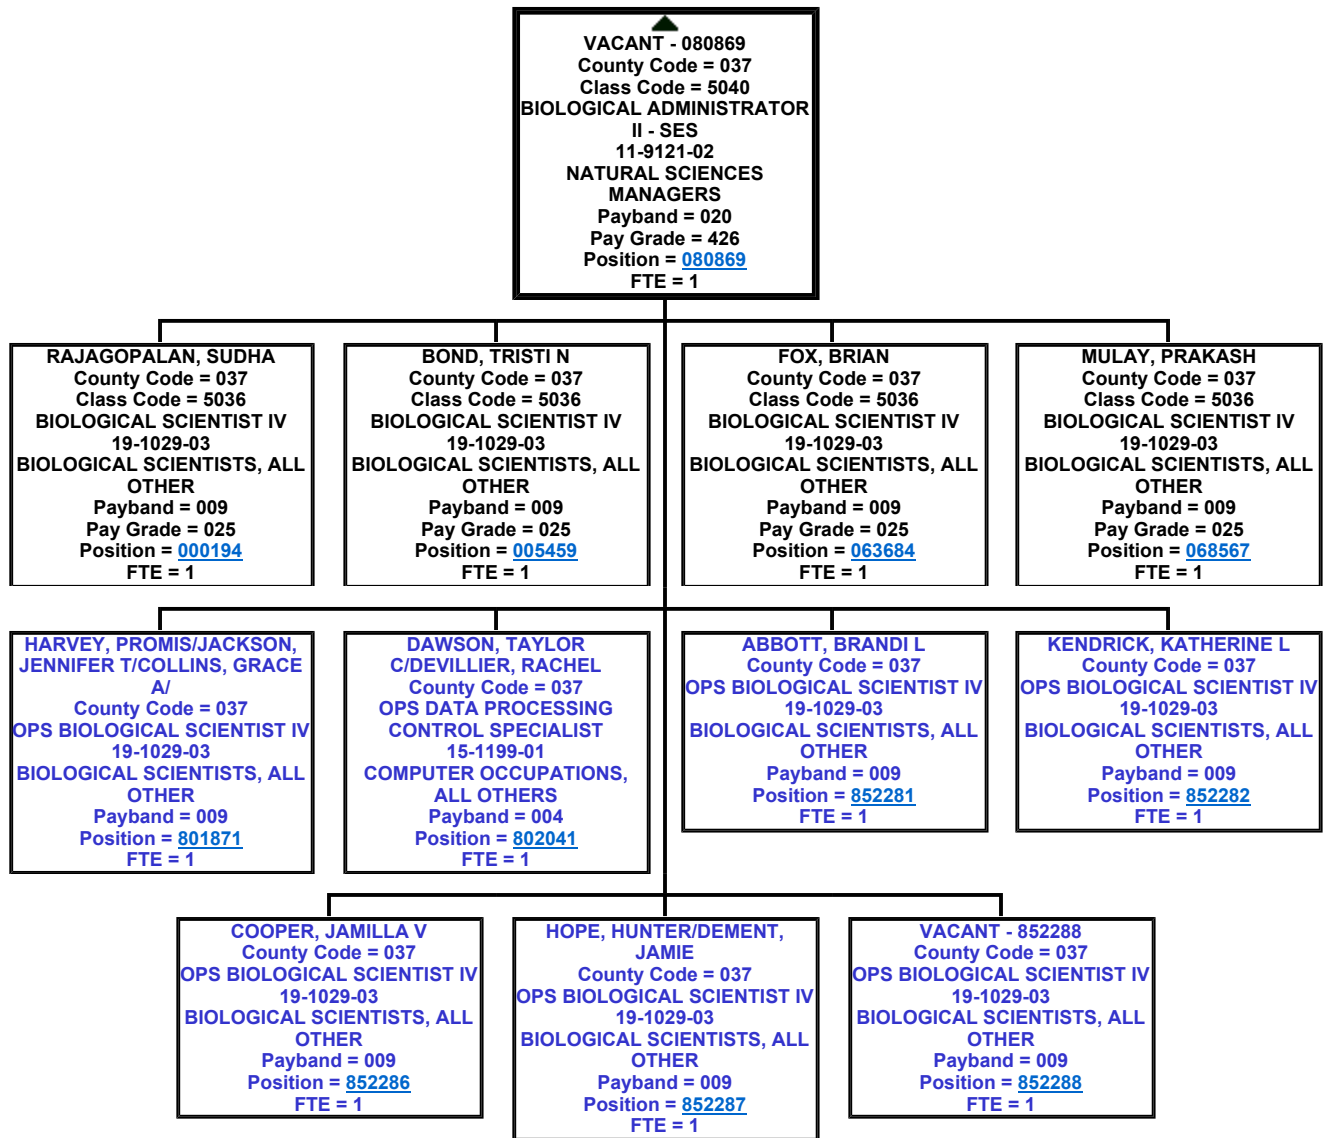 VACANT - 080869
County Code = 037
Class Code = 5040
BIOLOGICAL ADMINISTRATOR
II - SES
11-9121-02
NATURAL SCIENCES
MANAGERS
Payband = 020
Pay Grade = 426
Position = 080869
FTE = 1
RAJAGOPALAN, SUDHA
County Code = 037
Class Code = 5036
BIOLOGICAL SCIENTIST IV
19-1029-03
BIOLOGICAL SCIENTISTS, ALL
OTHER
Payband = 009
Pay Grade = 025
Position = 000194
FTE = 1
BOND, TRISTI N
County Code = 037
Class Code = 5036
BIOLOGICAL SCIENTIST IV
19-1029-03
BIOLOGICAL SCIENTISTS, ALL
OTHER
Payband = 009
Pay Grade = 025
Position = 005459
FTE = 1
FOX, BRIAN
County Code = 037
Class Code = 5036
BIOLOGICAL SCIENTIST IV
19-1029-03
BIOLOGICAL SCIENTISTS, ALL
OTHER
Payband = 009
Pay Grade = 025
Position = 063684
FTE = 1
MULAY, PRAKASH
County Code = 037
Class Code = 5036
BIOLOGICAL SCIENTIST IV
19-1029-03
BIOLOGICAL SCIENTISTS, ALL
OTHER
Payband = 009
Pay Grade = 025
Position = 068567
FTE = 1
HARVEY, PROMIS/JACKSON,
JENNIFER T/COLLINS, GRACE
A/
County Code = 037
OPS BIOLOGICAL SCIENTIST IV
19-1029-03
BIOLOGICAL SCIENTISTS, ALL
OTHER
Payband = 009
Position = 801871
FTE = 1
DAWSON, TAYLOR
C/DEVILLIER, RACHEL
County Code = 037
OPS DATA PROCESSING
CONTROL SPECIALIST
15-1199-01
COMPUTER OCCUPATIONS,
ALL OTHERS
Payband = 004
Position = 802041
FTE = 1
ABBOTT, BRANDI L
County Code = 037
OPS BIOLOGICAL SCIENTIST IV
19-1029-03
BIOLOGICAL SCIENTISTS, ALL
OTHER
Payband = 009
Position = 852281
FTE = 1
KENDRICK, KATHERINE L
County Code = 037
OPS BIOLOGICAL SCIENTIST IV
19-1029-03
BIOLOGICAL SCIENTISTS, ALL
OTHER
Payband = 009
Position = 852282
FTE = 1
COOPER, JAMILLA V
County Code = 037
OPS BIOLOGICAL SCIENTIST IV
19-1029-03
BIOLOGICAL SCIENTISTS, ALL
OTHER
Payband = 009
Position = 852286
FTE = 1
HOPE, HUNTER/DEMENT,
JAMIE
County Code = 037
OPS BIOLOGICAL SCIENTIST IV
19-1029-03
BIOLOGICAL SCIENTISTS, ALL
OTHER
Payband = 009
Position = 852287
FTE = 1
VACANT - 852288
County Code = 037
OPS BIOLOGICAL SCIENTIST IV
19-1029-03
BIOLOGICAL SCIENTISTS, ALL
OTHER
Payband = 009
Position = 852288
FTE = 1